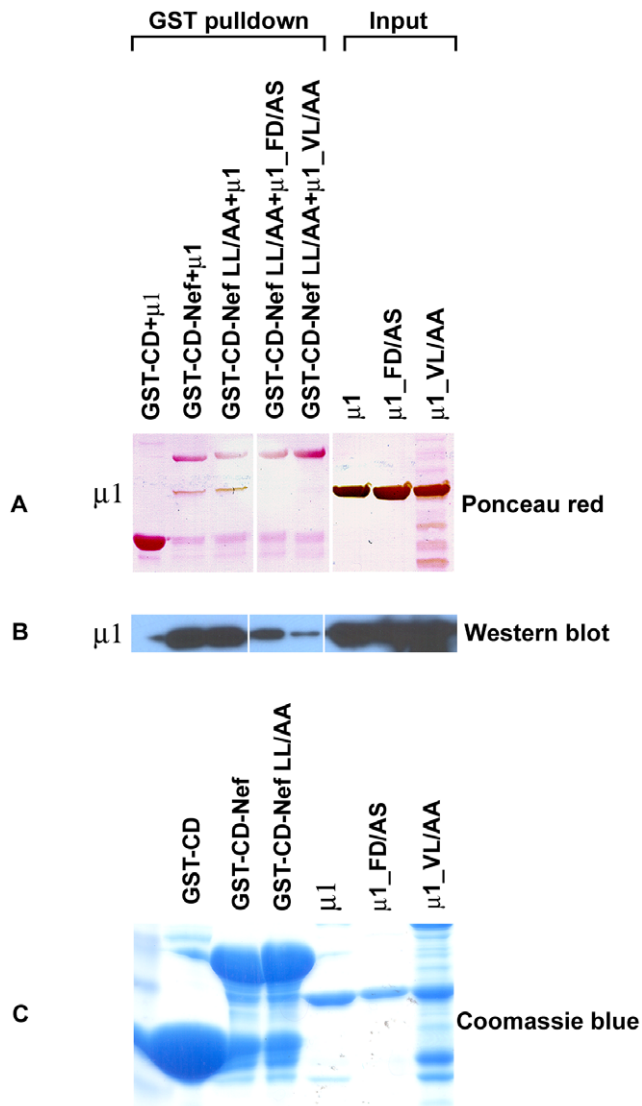 GST pulldown
Input
GST-CD+µ1
GST-CD-Nef+µ1
GST-CD-Nef LL/AA+µ1
GST-CD-Nef LL/AA+µ1_FD/AS
GST-CD-Nef LL/AA+µ1_VL/AA
µ1
µ1_FD/AS
µ1_VL/AA
A
µ1
Ponceau red
B
µ1
Western blot
GST-CD
GST-CD-Nef
GST-CD-Nef LL/AA
µ1
µ1_FD/AS
µ1_VL/AA
C
Coomassie blue